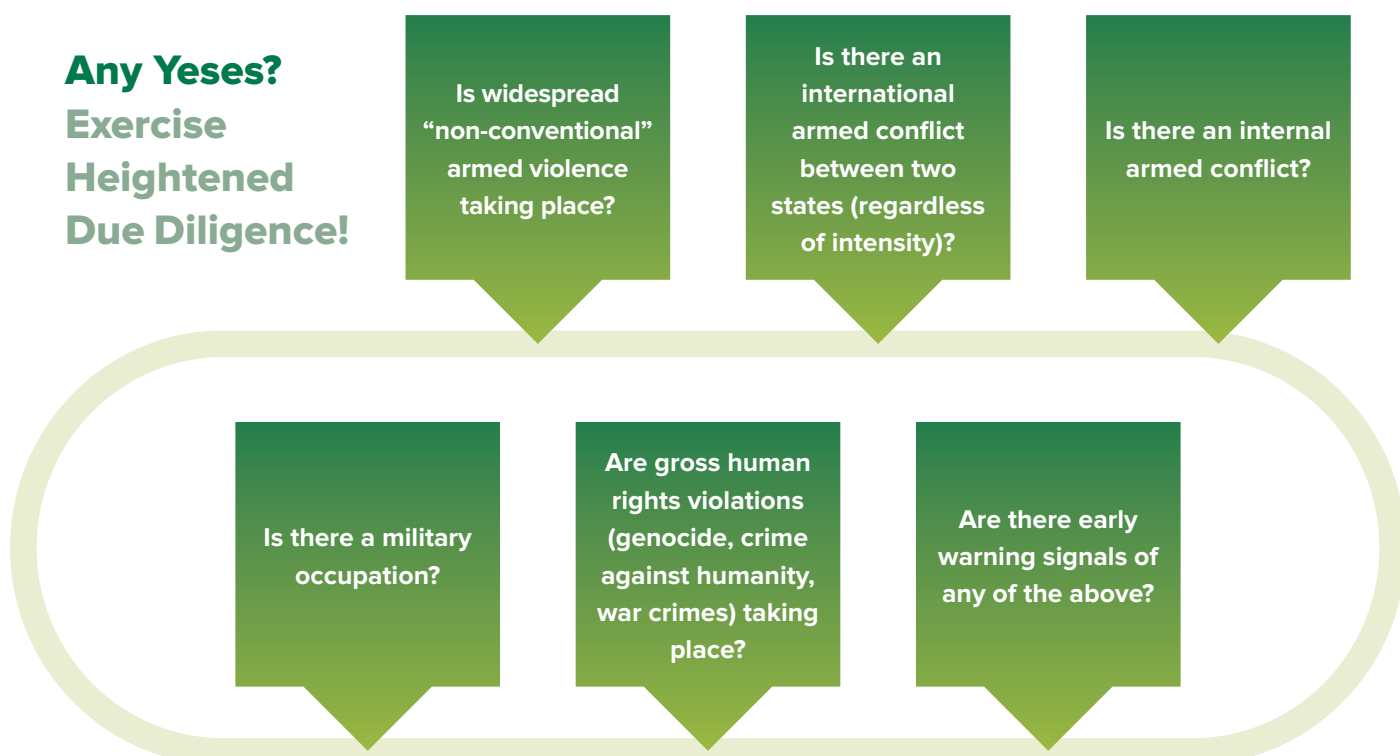 Any Yeses?
Exercise
Heightened
Due Diligence!
Is widespread
“non-conventional”
armed violence
taking place?
Is there an
international
armed conflict
between two
states (regardless
of intensity)?
Is there an internal
armed conflict?
Is there a military
occupation?
Are gross human
rights violations
(genocide, crime
against humanity,
war crimes) taking
place?
Are there early
warning signals of
any of the above?